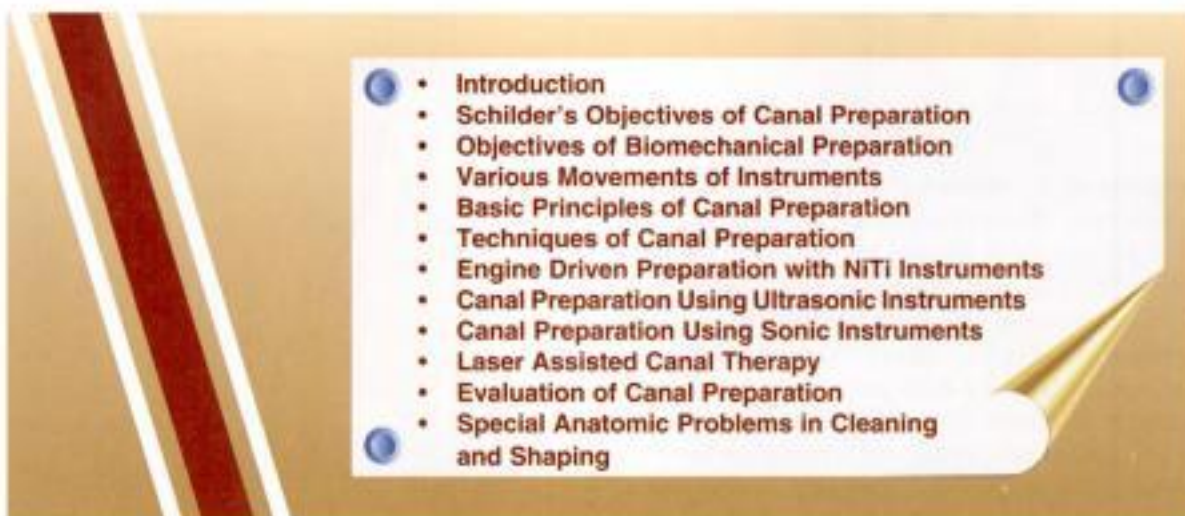 • Introduction
• Schilder's Objectives of Canal Preparation
• Objectives of Biomechanical Preparation
• Various Movements of Instruments
• Basic Principles of Canal Preparation
• Techniques of Canal Preparation
• Engine Driven Preparation with NiTi Instruments
• Canal Preparation Using Ultrasonic Instruments
• Canal Preparation Using Sonic Instruments
• Laser Assisted Canal Therapy
• Evaluation of Canal Preparation
• Special Anatomic Problems in Cleaning
and Shaping